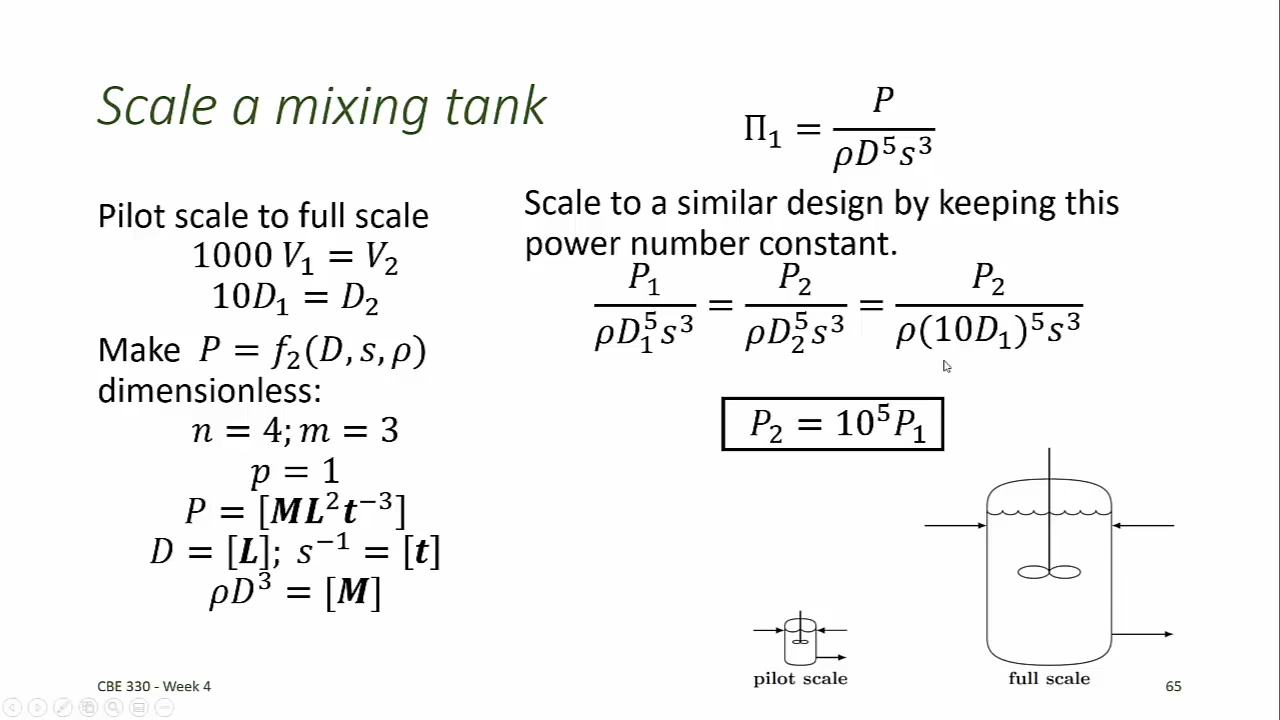 Scale a mixing tank
Pilot scale to full scale
1000 V₁ = V₂
10D₁ = D₂
Make P = f₂(D, s, ρ)
dimensionless:
n = 4; m = 3
p = 1
P = [ML²t⁻³]
D = [L]; s⁻¹ = [t]
ρD³ = [M]
Π₁ = P / ρD⁵s³
Scale to a similar design by keeping this
power number constant.
P₁ / ρD₁⁵s³ = P₂ / ρD₂⁵s³ = P₂ / ρ(10D₁)⁵s³
P₂ = 10⁵P₁
pilot scale
full scale
CBE 330 - Week 4
65